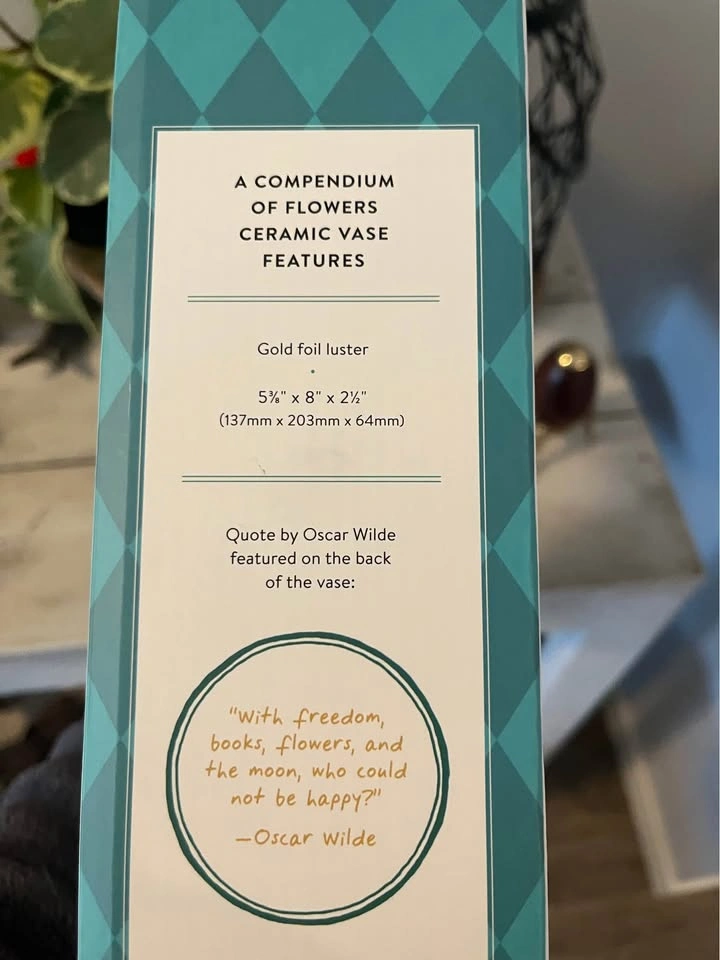 A COMPENDIUM
OF FLOWERS
CERAMIC VASE
FEATURES
Gold foil luster
•
5⅜" x 8" x 2½"
(137mm x 203mm x 64mm)
Quote by Oscar Wilde
featured on the back
of the vase:
"With freedom,
books, flowers, and
the moon, who could
not be happy?"
—Oscar Wilde